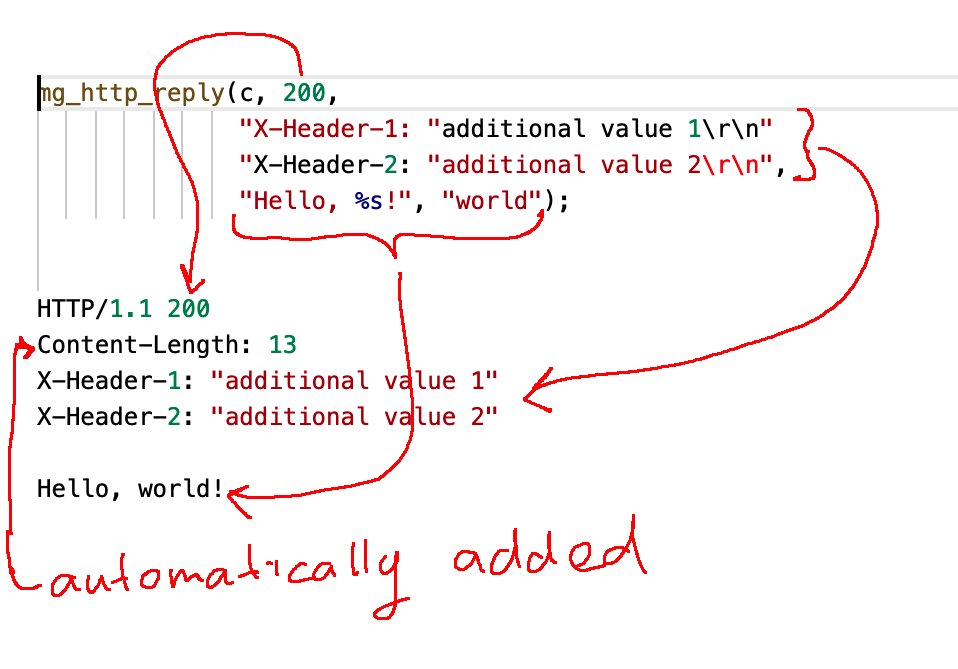 mg_http_reply(c, 200,
"X-Header-1: "additional value 1\r\n"
"X-Header-2: "additional value 2\r\n",
"Hello, %s!", "world");
HTTP/1.1 200
Content-Length: 13
X-Header-1: "additional value 1"
X-Header-2: "additional value 2"
Hello, world!
automatically added